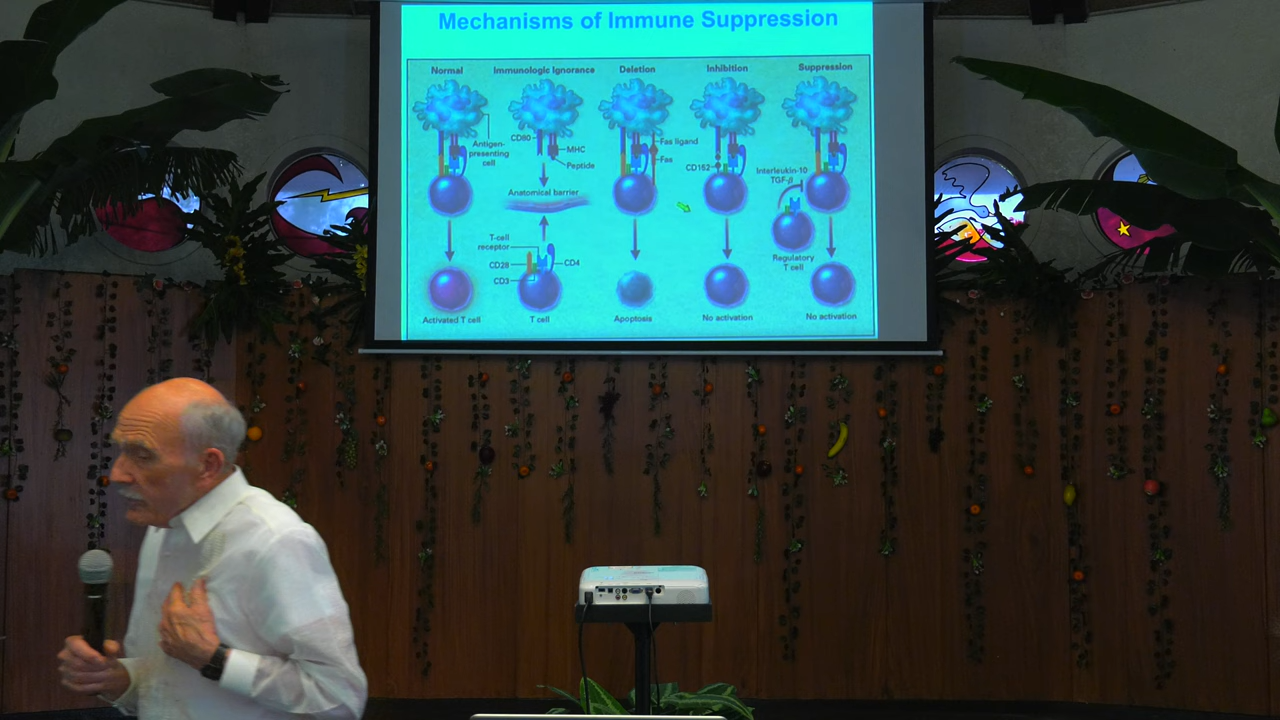 Mechanisms of Immune Suppression
Normal
Immunologic Ignorance
Deletion
Inhibition
Suppression
Antigen-
presenting
cell
CD80
MHC
Peptide
Fas ligand
Fas
CD152
Interleukin-10
TGF-β
Anatomical barrier
T-cell
receptor
CD28
CD4
CD3
Regulatory
T cell
Activated T cell
T cell
Apoptosis
No activation
No activation